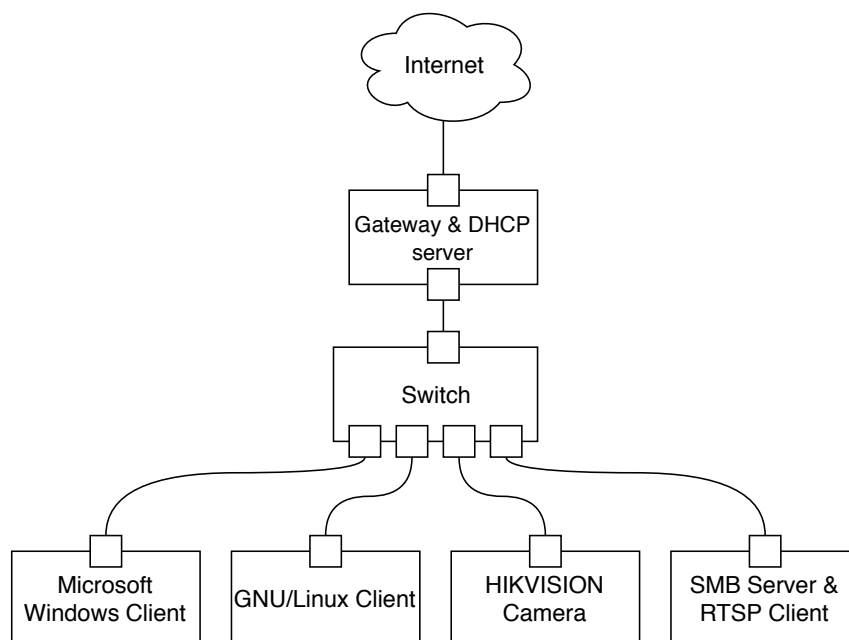 Internet
Gateway & DHCP
server
Switch
Microsoft
Windows Client
GNU/Linux Client
HIKVISION
Camera
SMB Server &
RTSP Client